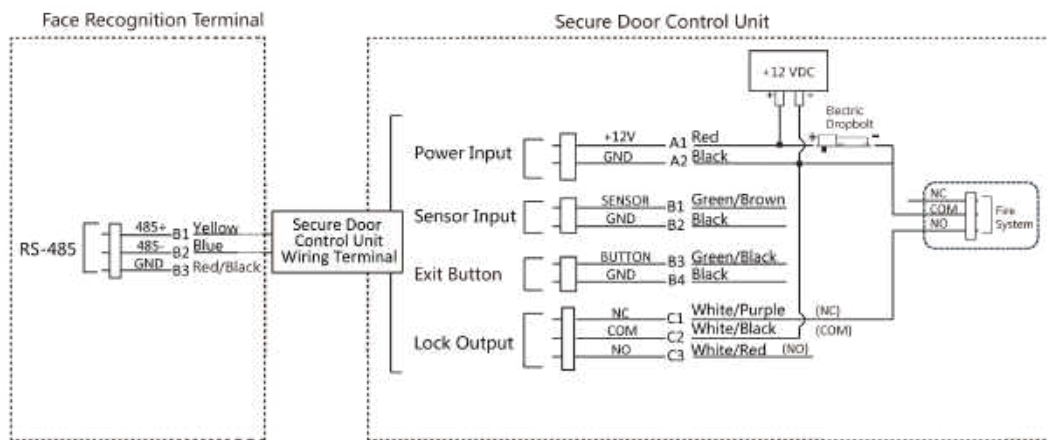 Face Recognition Terminal
Secure Door Control Unit
+12 VDC
+ -
Electric
Dropbolt
+ -
Power Input
+12V A1 Red
GND A2 Black
Sensor Input
SENSOR B1 Green/Brown
GND B2 Black
NC
COM
NO
Fire
System
RS-485
485+ B1 Yellow
485- B2 Blue
GND B3 Red/Black
Secure Door
Control Unit
Wiring Terminal
Exit Button
BUTTON B3 Green/Black
GND B4 Black
Lock Output
NC C1 White/Purple (NC)
COM C2 White/Black (COM)
NO C3 White/Red (NO)